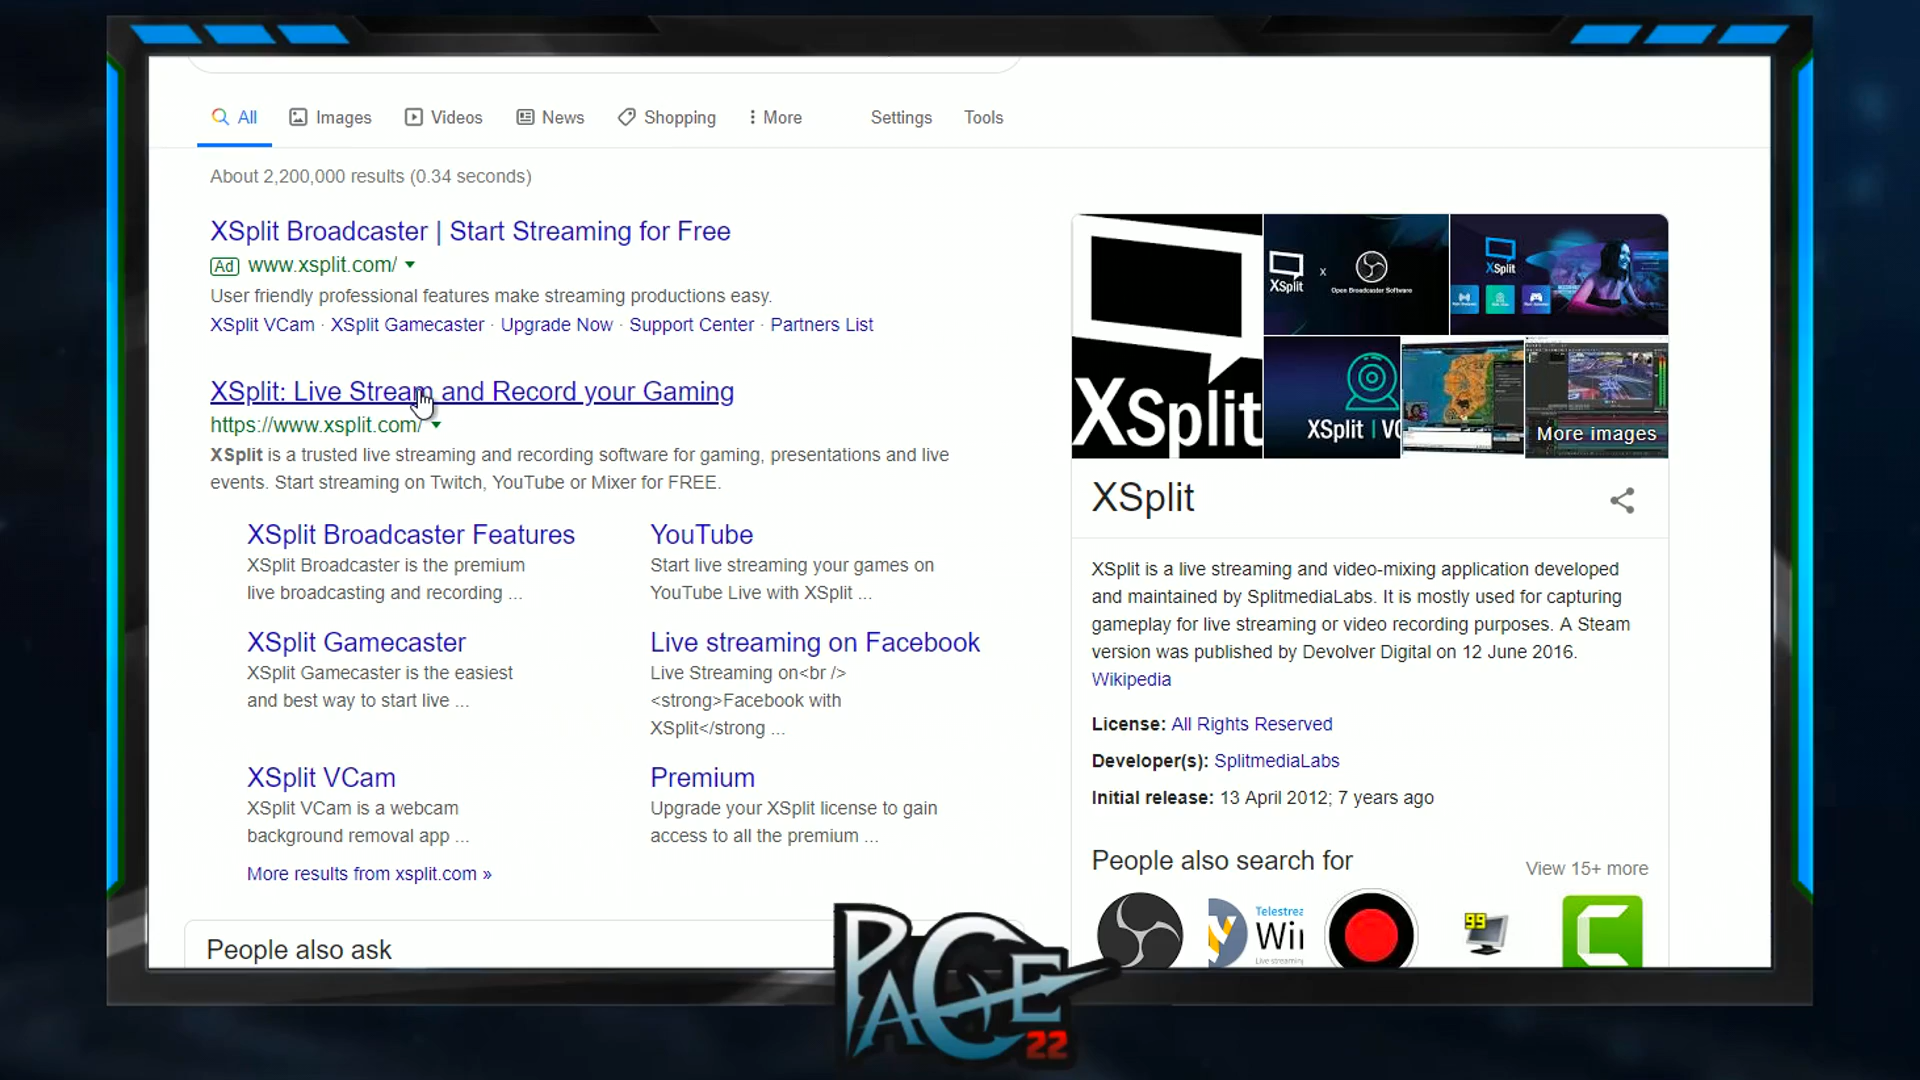 All Images Videos News Shopping More Settings Tools
About 2,200,000 results (0.34 seconds)
XSplit Broadcaster | Start Streaming for Free
Ad www.xsplit.com/
User friendly professional features make streaming productions easy.
XSplit VCam · XSplit Gamecaster · Upgrade Now · Support Center · Partners List
XSplit: Live Stream and Record your Gaming
https://www.xsplit.com/
XSplit is a trusted live streaming and recording software for gaming, presentations and live
events. Start streaming on Twitch, YouTube or Mixer for FREE.
XSplit Broadcaster Features
XSplit Broadcaster is the premium
live broadcasting and recording ...
YouTube
Start live streaming your games on
YouTube Live with XSplit ...
XSplit Gamecaster
XSplit Gamecaster is the easiest
and best way to start live ...
Live streaming on Facebook
Live Streaming on<br />
<strong>Facebook with
XSplit</strong ...
XSplit VCam
XSplit VCam is a webcam
background removal app ...
Premium
Upgrade your XSplit license to gain
access to all the premium ...
More results from xsplit.com »
People also ask
XSplit
XSplit x Open Broadcaster Software
XSplit
XSplit | VC
More images
XSplit
XSplit is a live streaming and video-mixing application developed
and maintained by SplitmediaLabs. It is mostly used for capturing
gameplay for live streaming or video recording purposes. A Steam
version was published by Devolver Digital on 12 June 2016.
Wikipedia
License: All Rights Reserved
Developer(s): SplitmediaLabs
Initial release: 13 April 2012; 7 years ago
People also search for
View 15+ more
Telestrea
Wir
Live streaming
99
PACE
22